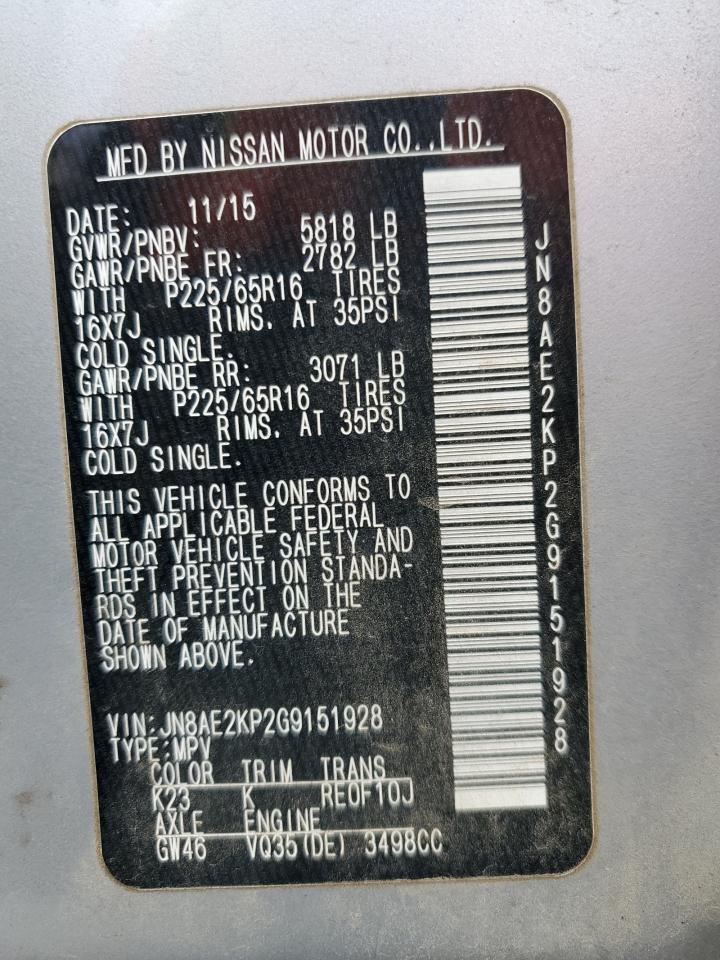 MFD BY NISSAN MOTOR CO.,LTD.
DATE: 11/15
GVWR/PNBV: 5818 LB
GAWR/PNBE FR: 2782 LB
WITH P225/65R16 TIRES
16X7J RIMS. AT 35PSI
COLD SINGLE.
GAWR/PNBE RR: 3071 LB
WITH P225/65R16 TIRES
16X7J RIMS. AT 35PSI
COLD SINGLE.
THIS VEHICLE CONFORMS TO
ALL APPLICABLE FEDERAL
MOTOR VEHICLE SAFETY AND
THEFT PREVENTION STANDA-
RDS IN EFFECT ON THE
DATE OF MANUFACTURE
SHOWN ABOVE.
VIN:JN8AE2KP2G9151928
TYPE:MPV
COLOR TRIM TRANS
K23 K RE0F10J
AXLE ENGINE
GW46 VQ35(DE) 3498CC
JN8AE2KP2G9151928